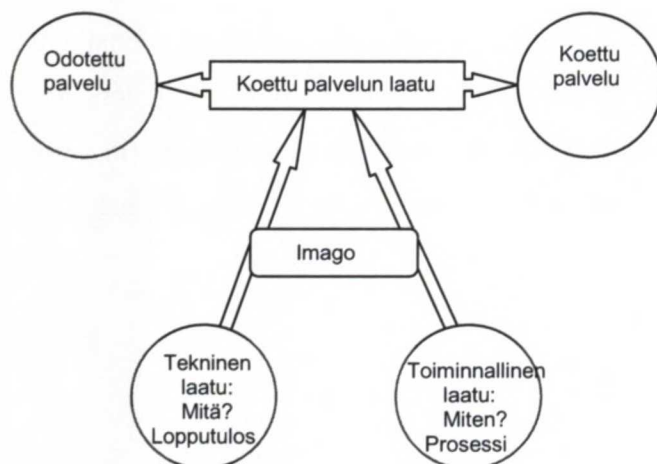 Odotettu
palvelu
Koettu palvelun laatu
Koettu
palvelu
Imago
Tekninen
laatu:
Mitä?
Lopputulos
Toiminnallinen
laatu:
Miten?
Prosessi